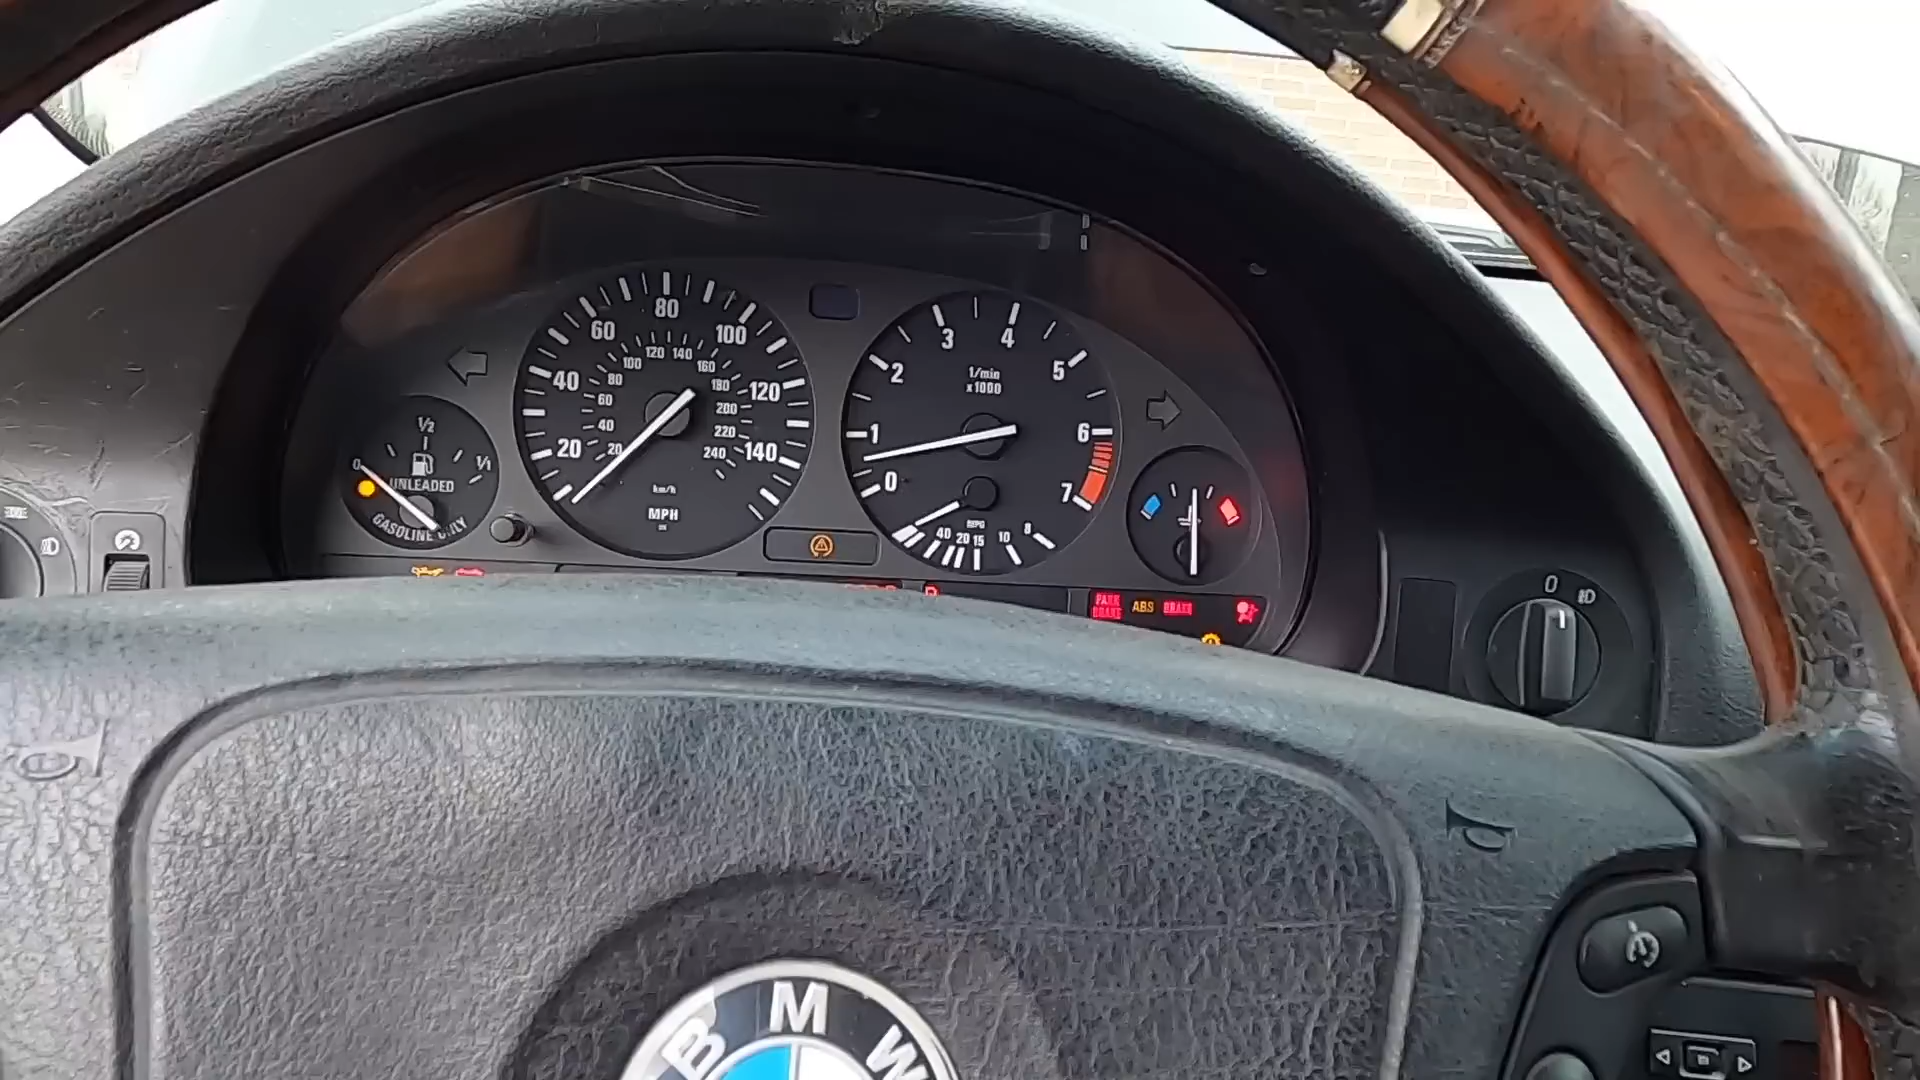 80
60
100
40
120
20
140
100
120
140
160
80
180
60
200
40
220
20
240
km/h
MPH
3
4
2
5
1
6
0
7
1/min
x1000
MPG
40 20 15 10 8
1/2
0
1/1
UNLEADED
GASOLINE ONLY
PARK
BRAKE
ABS
BRAKE
0
B M W